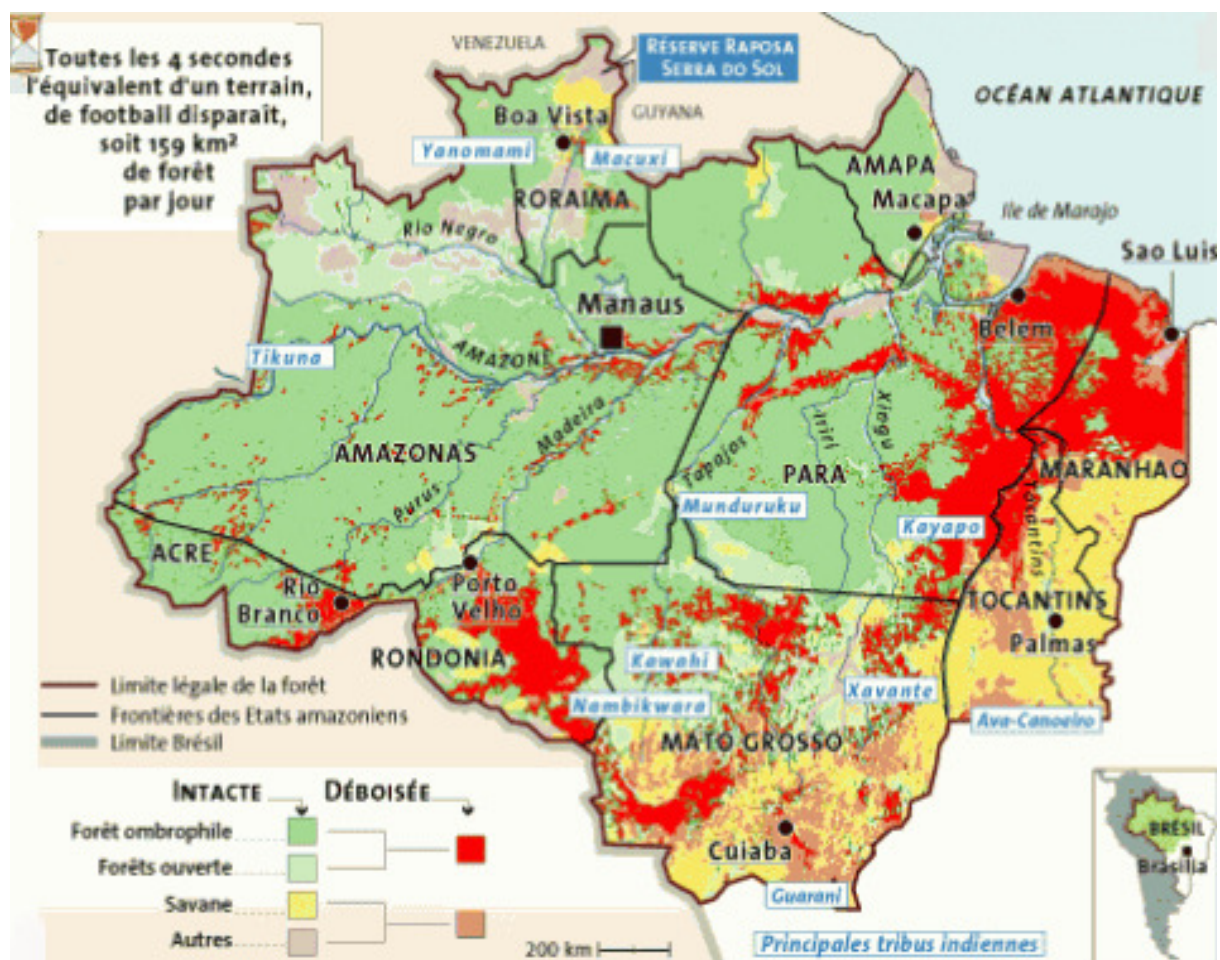 Toutes les 4 secondes
l'équivalent d'un terrain,
de football disparaît,
soit 159 km²
de forêt
par jour
VENEZUELA
RÉSERVE RAPOSA
SERRA DO SOL
GUYANA
OCÉAN ATLANTIQUE
Boa Vista
Yanomami
Macuxi
RORAIMA
AMAPA
Macapa
Ile de Marajo
Rio Negro
Sao Luis
Manaus
Belem
Tikuna
AMAZONE
Madeira
Iriri
Xingu
AMAZONAS
Tapajos
PARA
MARANHAO
Purus
Munduruku
Kayapo
Tocantins
ACRE
Rio
Branco
Porto
Velho
TOCANTINS
Palmas
RONDONIA
Kawahi
Nambikwara
Xavante
Ava-Canoeiro
MATO GROSSO
Limite légale de la forêt
Frontières des Etats amazoniens
Limite Brésil
INTACTE
DÉBOISÉE
Forêt ombrophile
Forêts ouverte
Savane
Autres
Cuiaba
Guarani
BRÉSIL
Brasilia
200 km
Principales tribus indiennes